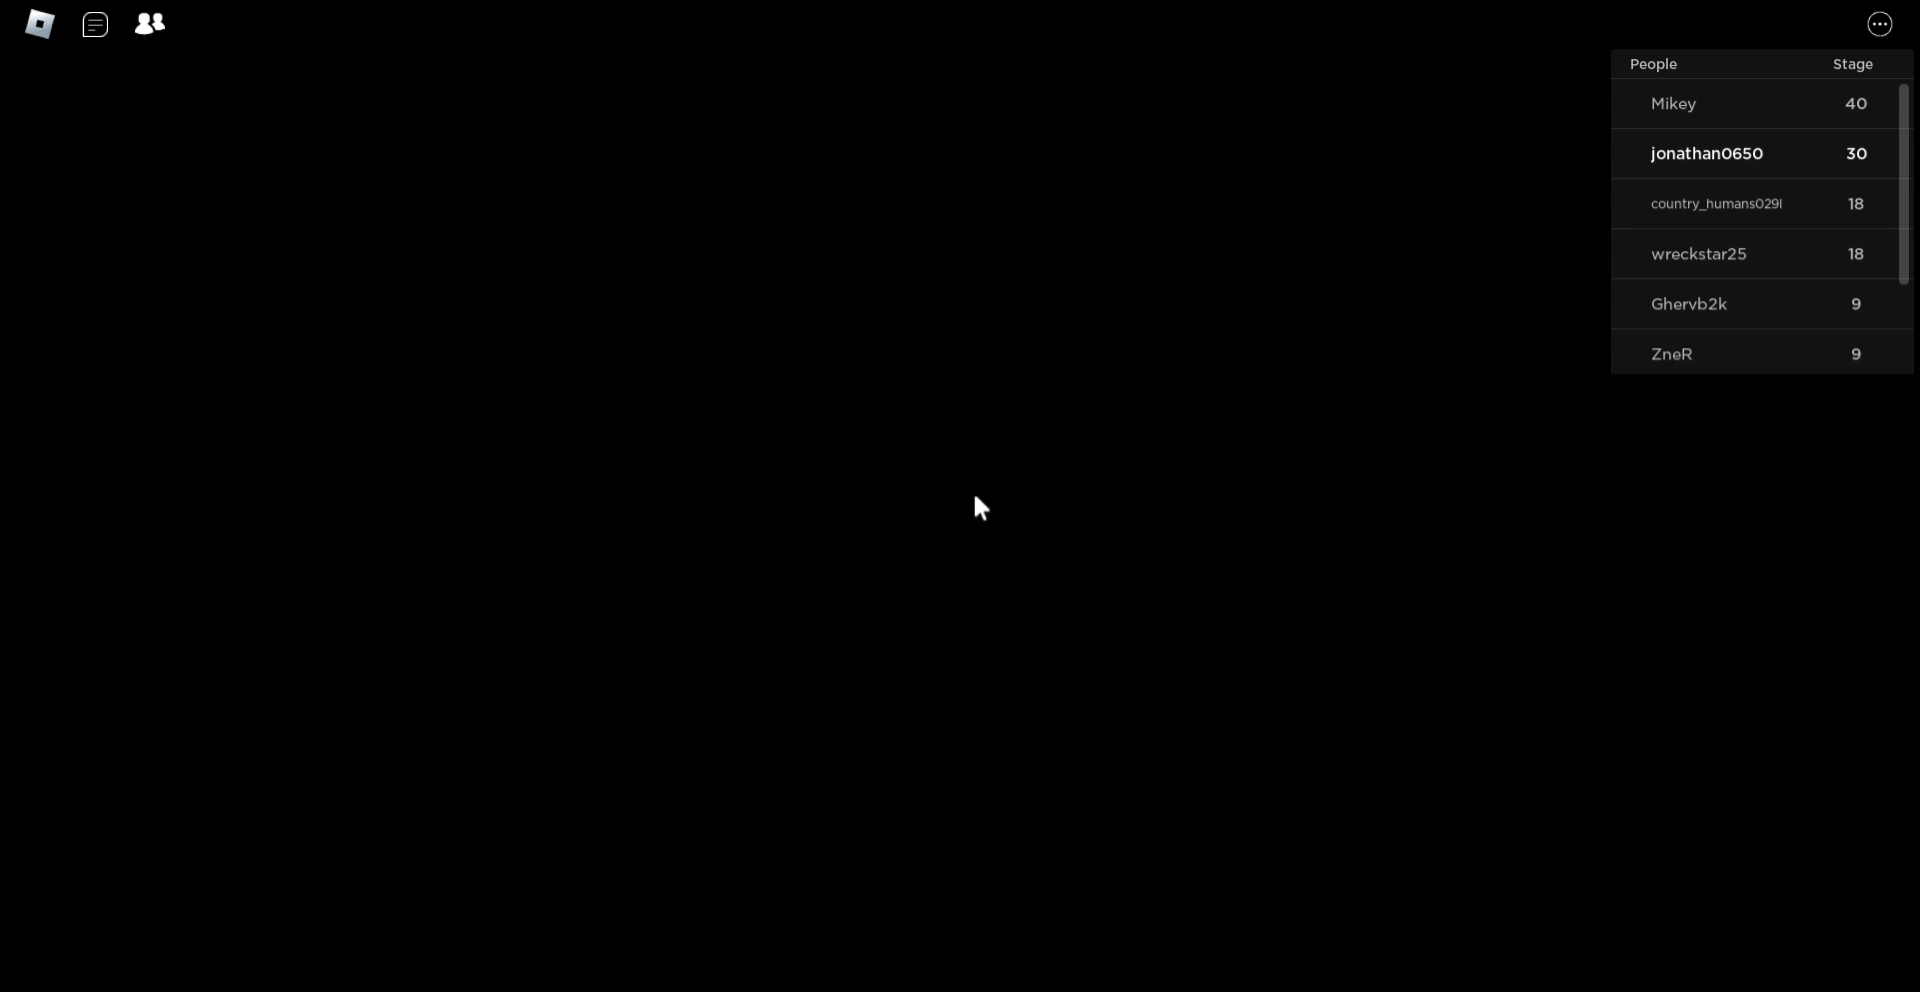 People Stage
Mikey 40
jonathan0650 30
country_humans029l 18
wreckstar25 18
Ghervb2k 9
ZneR 9